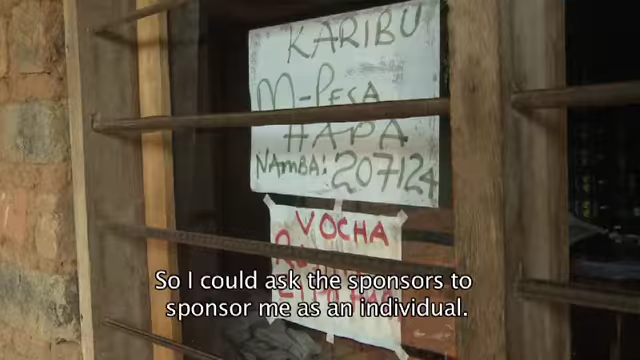 KARIBU
M-PESA
HAPA
NAMBA: 207124
VOCHA
So I could ask the sponsors to
sponsor me as an individual.